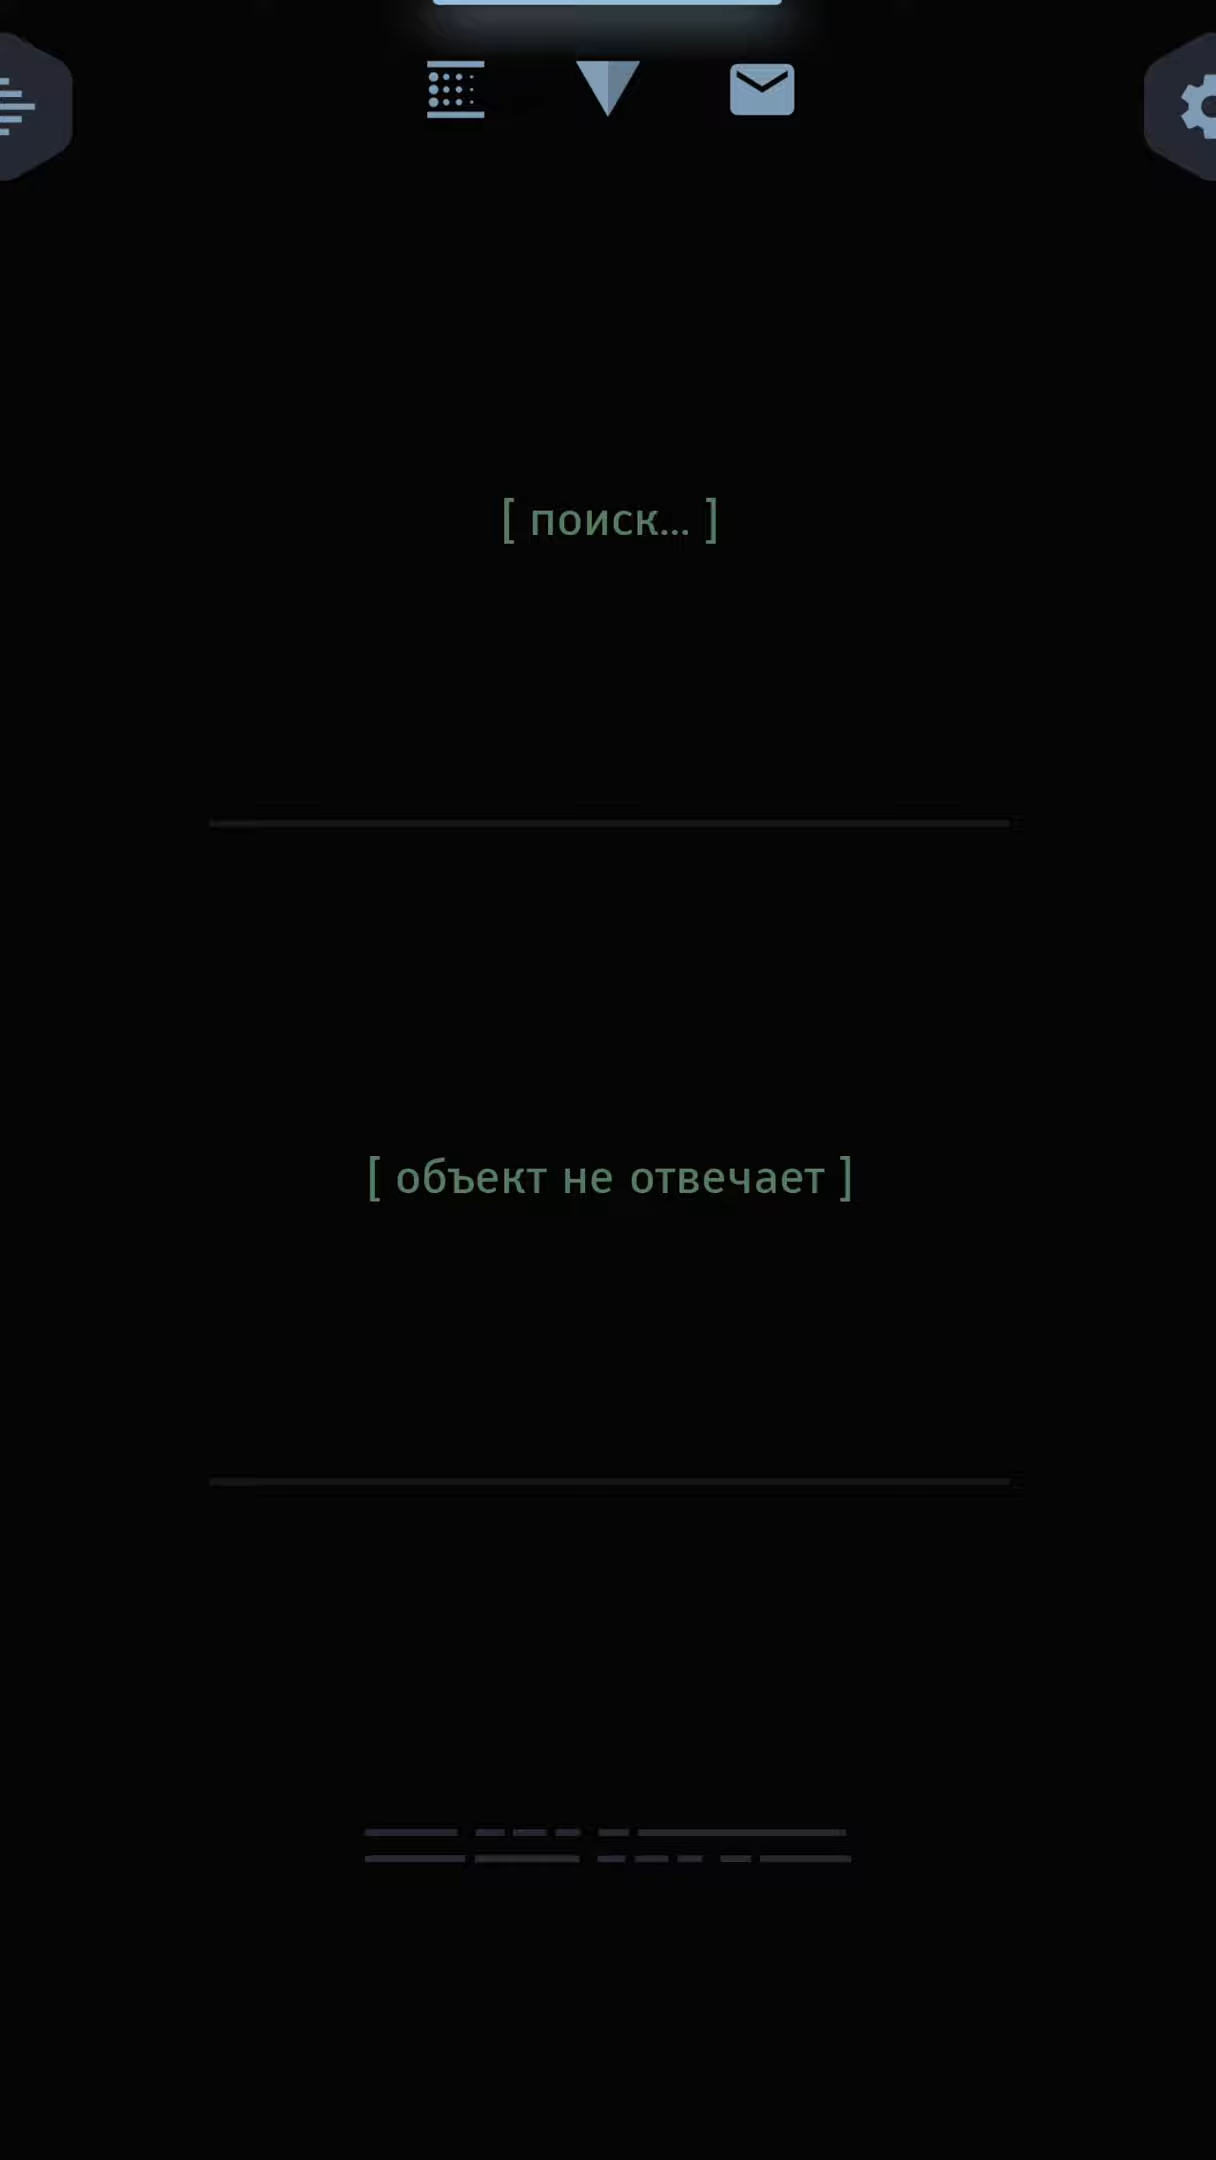 [ поиск... ]
[ объект не отвечает ]